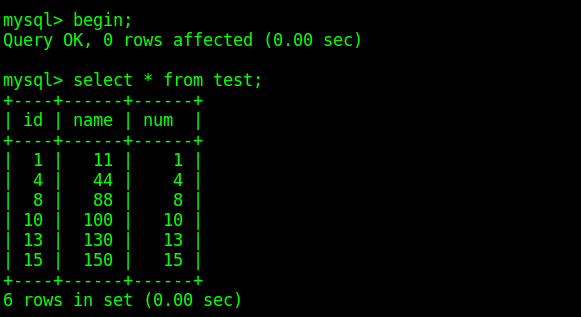 mysql> begin;
Query OK, 0 rows affected (0.00 sec)
mysql> select * from test;
+----+------+------+
| id | name | num  |
+----+------+------+
|  1 |   11 |    1 |
|  4 |   44 |    4 |
|  8 |   88 |    8 |
| 10 |  100 |   10 |
| 13 |  130 |   13 |
| 15 |  150 |   15 |
+----+------+------+
6 rows in set (0.00 sec)